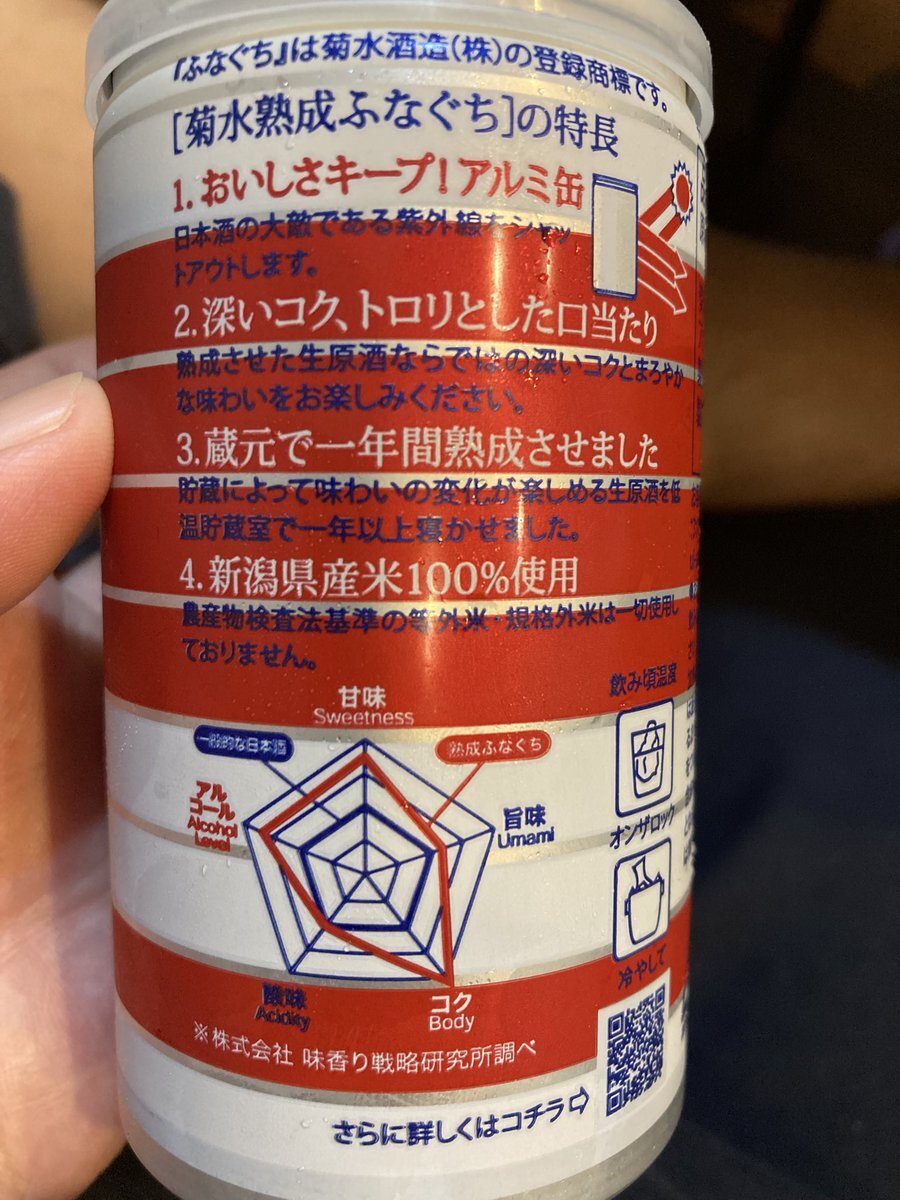 『ふなぐち』は菊水酒造(株)の登録商標です。
[菊水熟成ふなぐち]の特長
1.おいしさキープ!アルミ缶
日本酒の大敵である紫外線をシャッ
トアウトします。
2.深いコク、トロリとした口当たり
熟成させた生原酒ならではの深いコクとまろやか
な味わいをお楽しみください。
3.蔵元で一年間熟成させました
貯蔵によって味わいの変化が楽しめる生原酒を低
温貯蔵室で一年以上寝かせました。
4.新潟県産米100%使用
農産物検査法基準の等外米・規格外米は一切使用し
ておりません。
甘味
Sweetness
一般的な日本酒
熟成ふなぐち
アル
コール
Alcohol
Level
旨味
Umami
酸味
Acidity
コク
Body
飲み頃温度
オンザロック
冷やして
※株式会社 味香り戦略研究所調べ
さらに詳しくはコチラ⇨